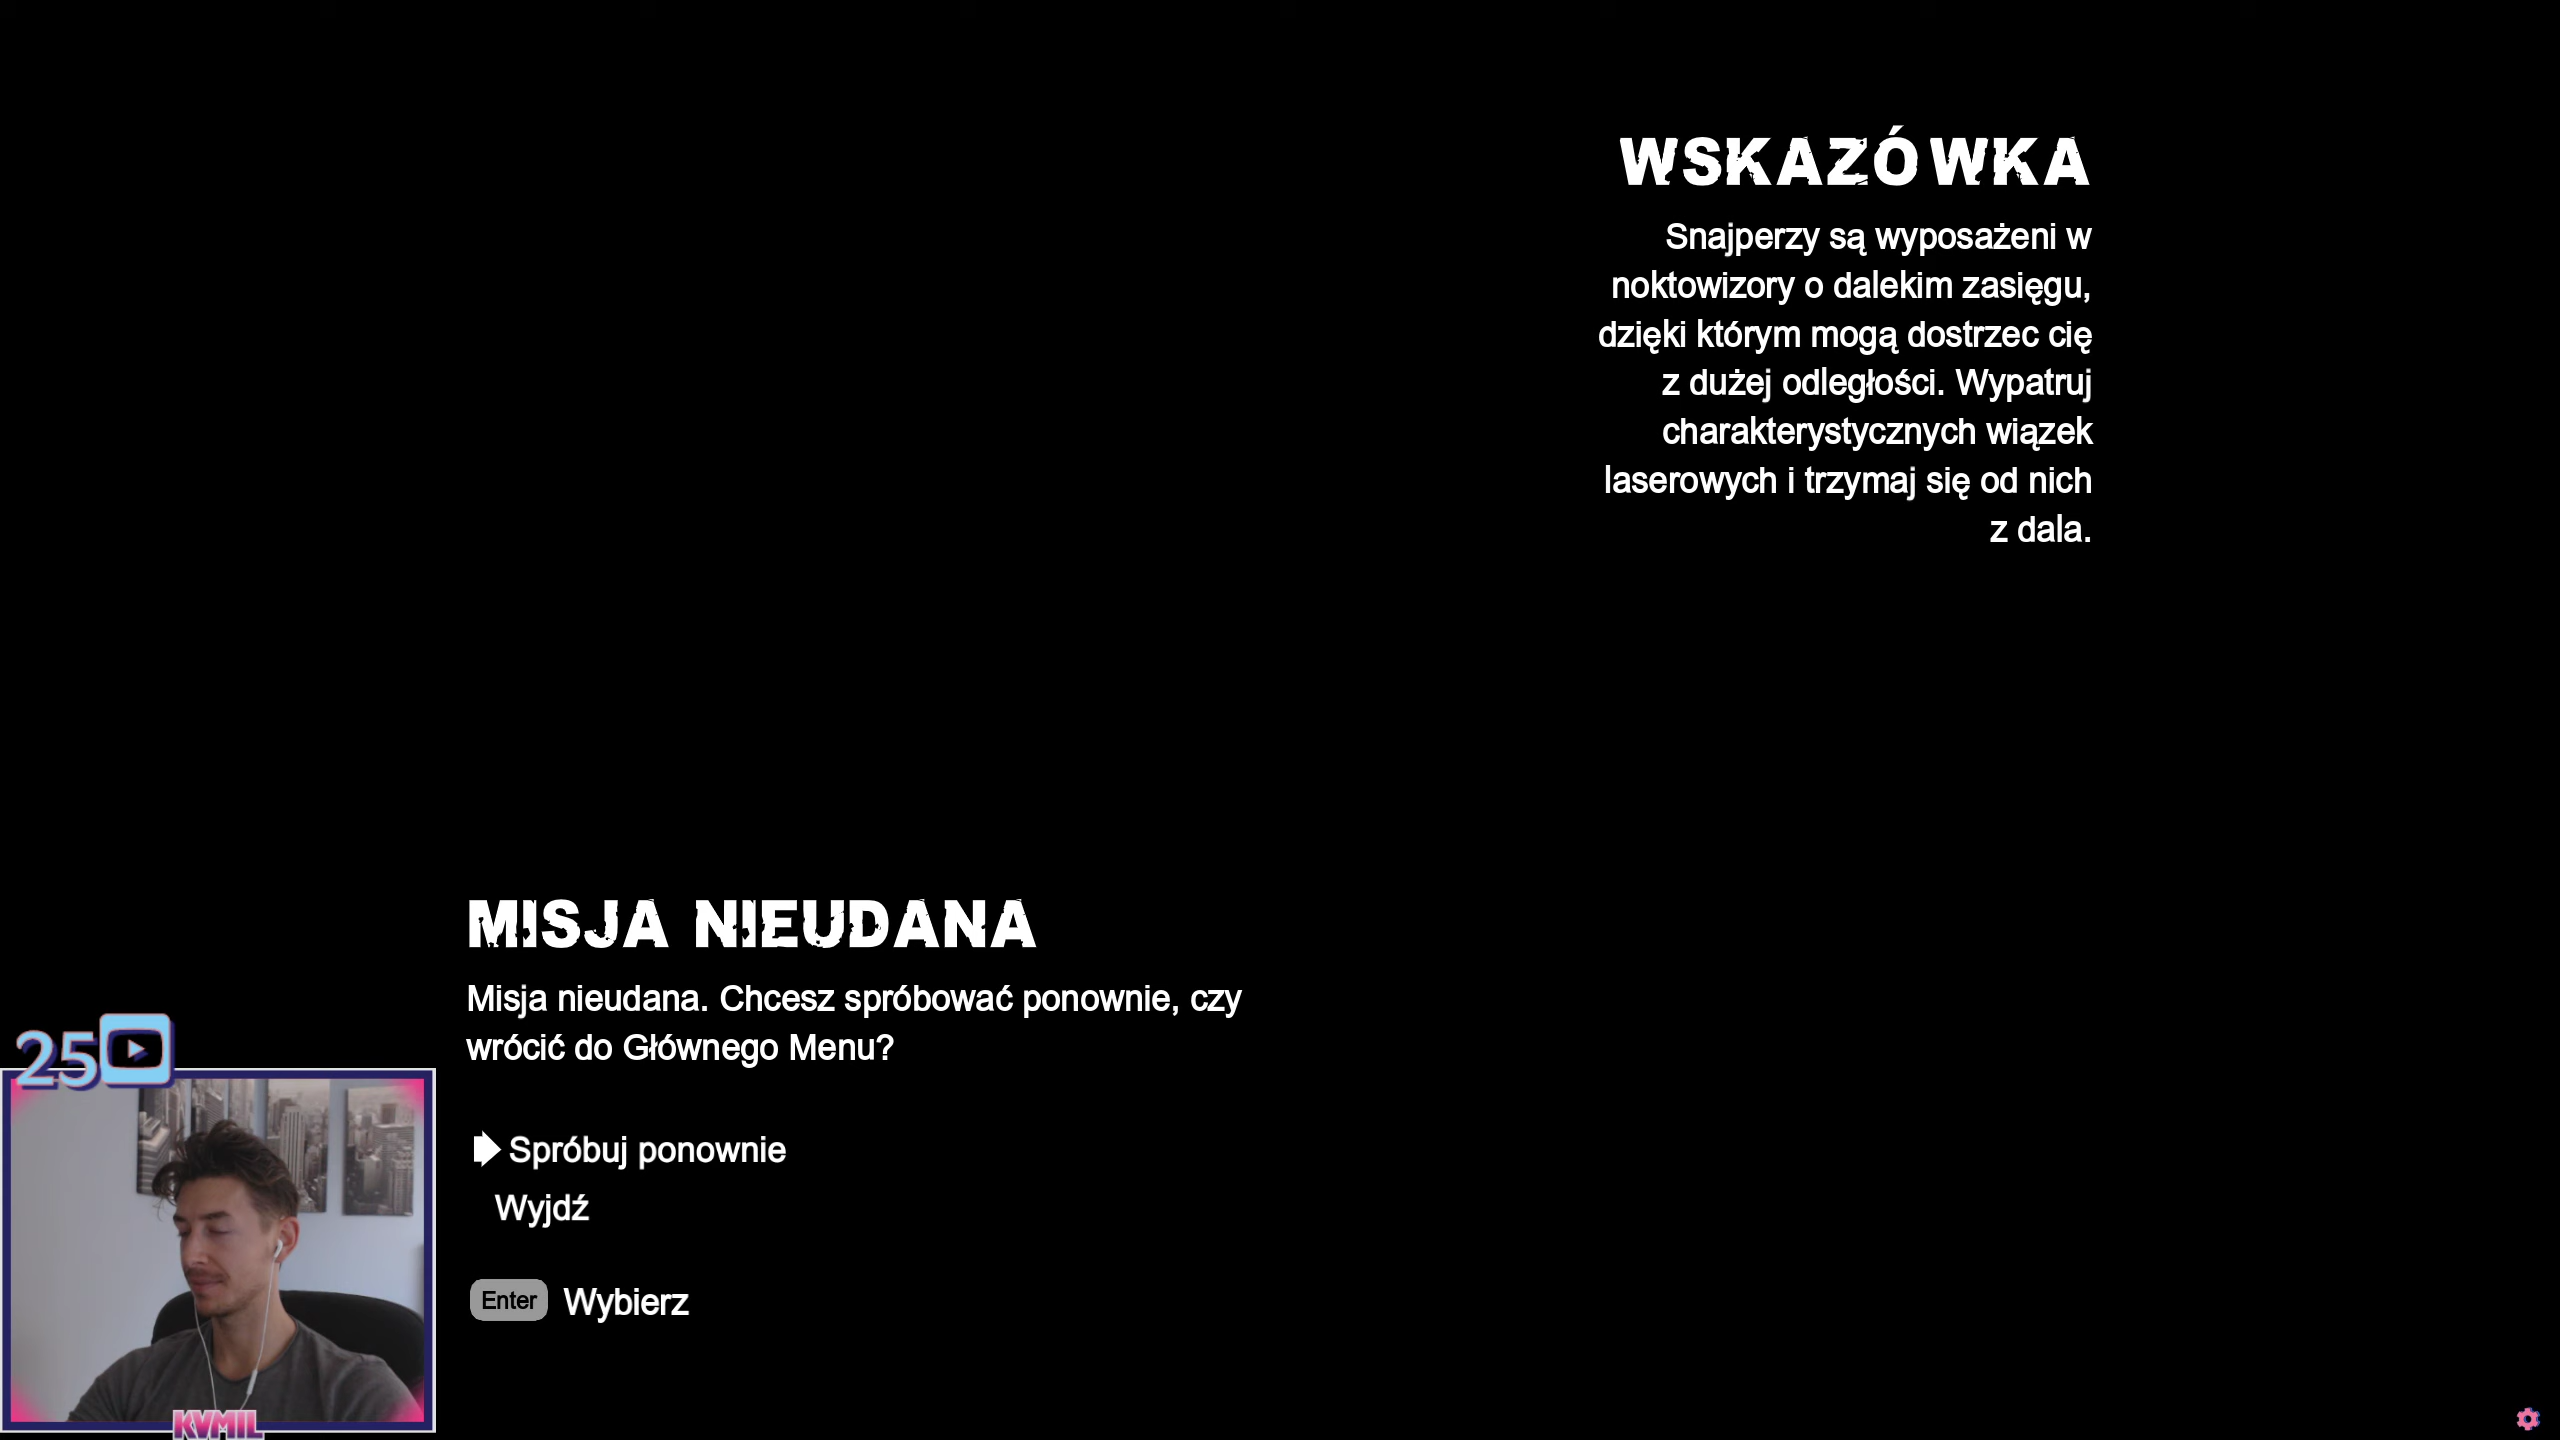 WSKAZÓWKA
Snajperzy są wyposażeni w
noktowizory o dalekim zasięgu,
dzięki którym mogą dostrzec cię
z dużej odległości. Wypatruj
charakterystycznych wiązek
laserowych i trzymaj się od nich
z dala.
MISJA NIEUDANA
Misja nieudana. Chcesz spróbować ponownie, czy
wrócić do Głównego Menu?
Spróbuj ponownie
Wyjdź
Enter Wybierz
25
KVMIL